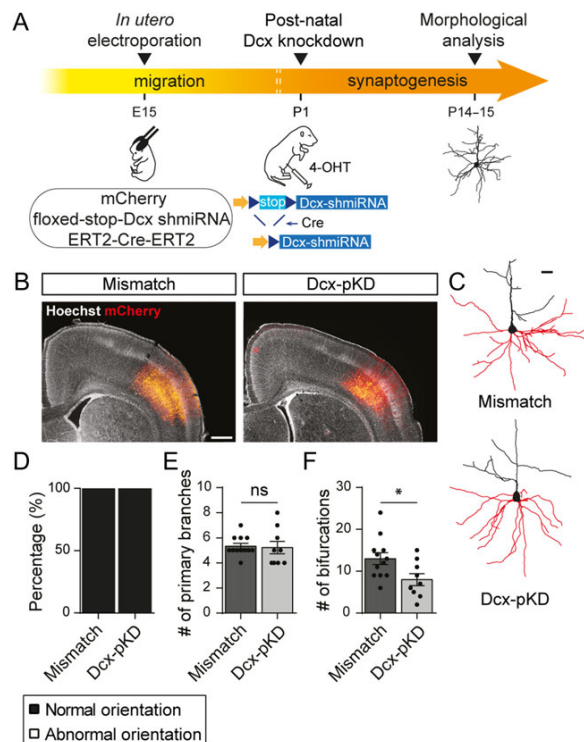 A
In utero
electroporation
Post-natal
Dcx knockdown
Morphological
analysis
migration
synaptogenesis
E15
P1
P14–15
4-OHT
mCherry
floxed-stop-Dcx shmiRNA
ERT2-Cre-ERT2
stop
Dcx-shmiRNA
Cre
Dcx-shmiRNA
B
Mismatch
Dcx-pKD
Hoechst mCherry
C
Mismatch
Dcx-pKD
D
Percentage (%)
100
50
0
Mismatch
Dcx-pKD
E
# of primary branches
10
8
6
4
2
0
ns
Mismatch
Dcx-pKD
F
# of bifurcations
30
20
10
0
*
Mismatch
Dcx-pKD
Normal orientation
Abnormal orientation